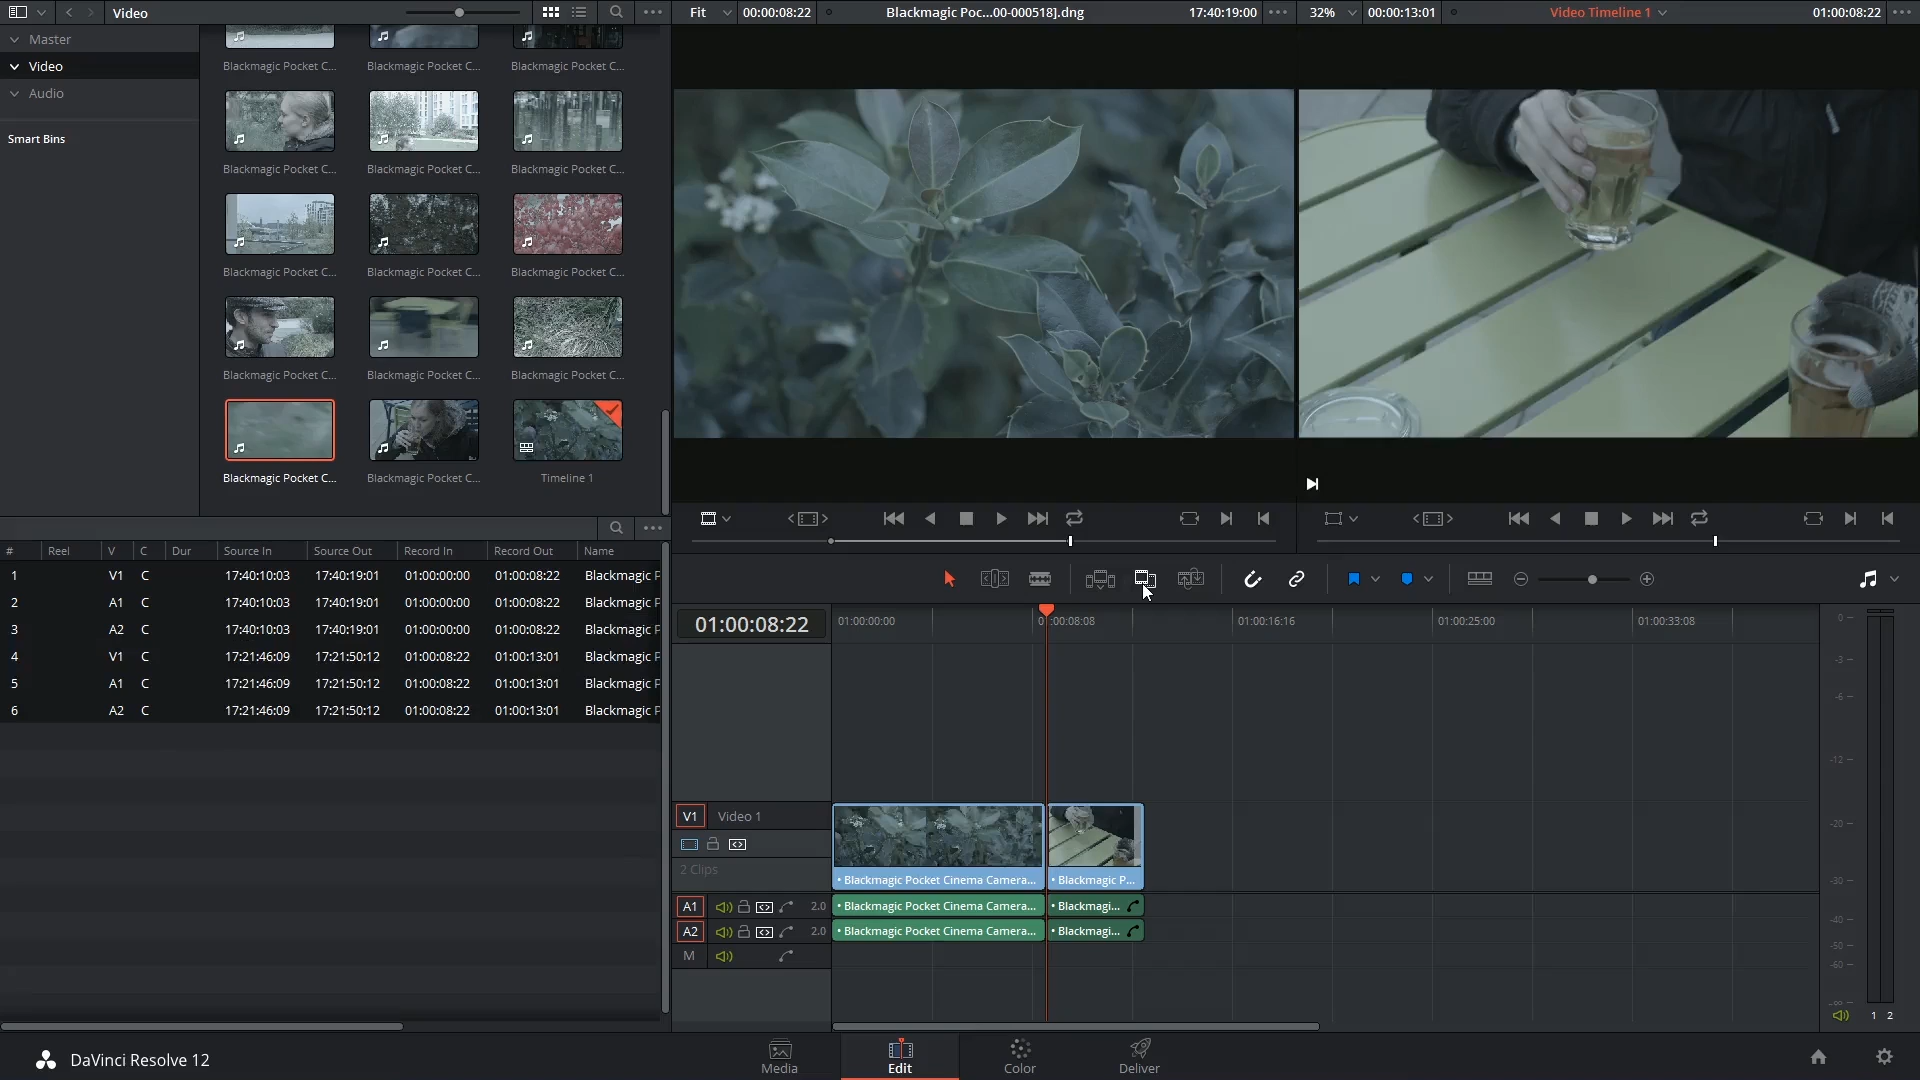 Video
Fit
00:00:08:22
Blackmagic Poc...00-000518].dng
17:40:19:00
32%
00:00:13:01
Video Timeline 1
01:00:08:22
Master
Video
Audio
Smart Bins
Blackmagic Pocket C...
Blackmagic Pocket C...
Blackmagic Pocket C...
Blackmagic Pocket C...
Blackmagic Pocket C...
Blackmagic Pocket C...
Blackmagic Pocket C...
Blackmagic Pocket C...
Blackmagic Pocket C...
Blackmagic Pocket C...
Blackmagic Pocket C...
Blackmagic Pocket C...
Blackmagic Pocket C...
Blackmagic Pocket C...
Timeline 1
# Reel V C Dur Source In Source Out Record In Record Out Name
1 V1 C 17:40:10:03 17:40:19:01 01:00:00:00 01:00:08:22 Blackmagic P
2 A1 C 17:40:10:03 17:40:19:01 01:00:00:00 01:00:08:22 Blackmagic P
3 A2 C 17:40:10:03 17:40:19:01 01:00:00:00 01:00:08:22 Blackmagic P
4 V1 C 17:21:46:09 17:21:50:12 01:00:08:22 01:00:13:01 Blackmagic P
5 A1 C 17:21:46:09 17:21:50:12 01:00:08:22 01:00:13:01 Blackmagic P
6 A2 C 17:21:46:09 17:21:50:12 01:00:08:22 01:00:13:01 Blackmagic P
01:00:08:22
01:00:00:00
01:00:16:16
01:00:25:00
01:00:33:08
V1 Video 1
2 Clips
• Blackmagic Pocket Cinema Camera...
• Blackmagic P...
A1 2.0
• Blackmagic Pocket Cinema Camera...
• Blackmagi...
A2 2.0
• Blackmagic Pocket Cinema Camera...
• Blackmagi...
M
0
-3
-6
-12
-20
-30
-40
-50
-60
1 2
DaVinci Resolve 12
Media
Edit
Color
Deliver